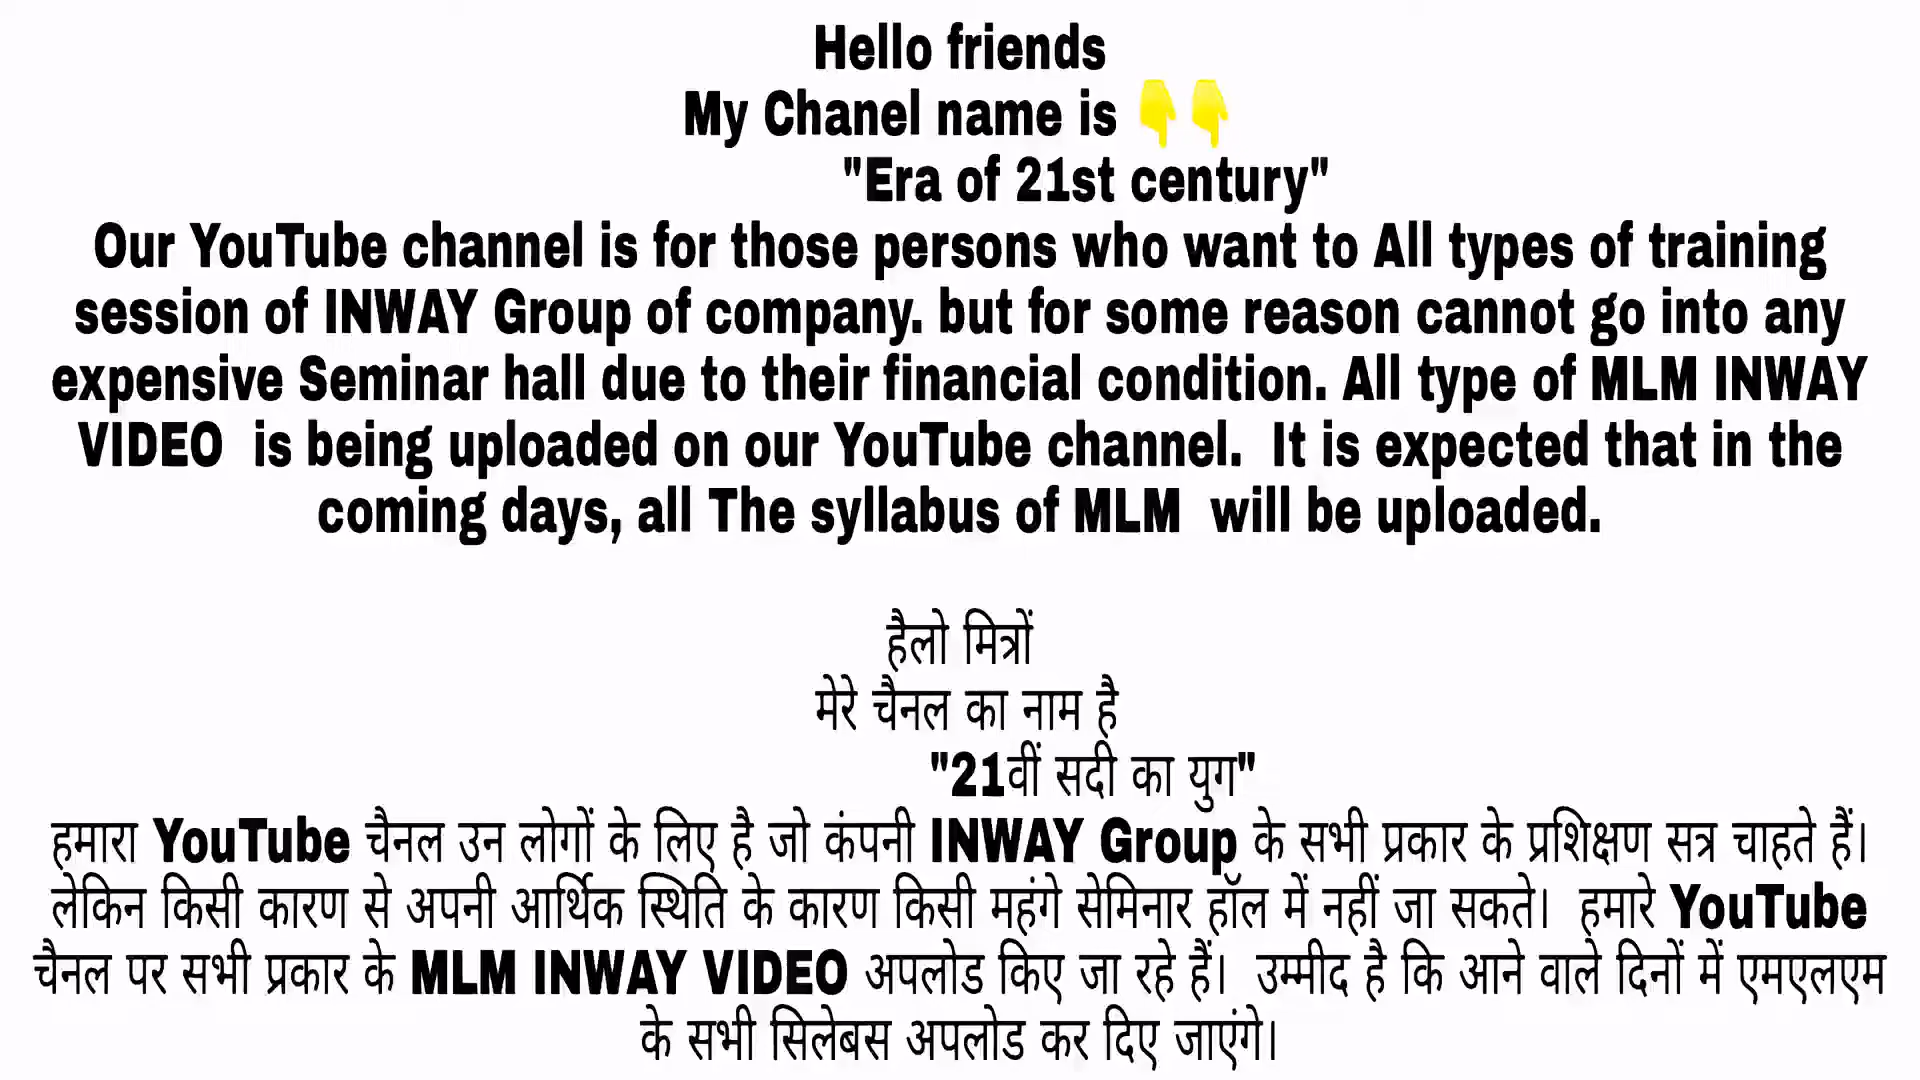 Hello friends
My Chanel name is 👇👇
"Era of 21st century"
Our YouTube channel is for those persons who want to All types of training
session of INWAY Group of company. but for some reason cannot go into any
expensive Seminar hall due to their financial condition. All type of MLM INWAY
VIDEO is being uploaded on our YouTube channel. It is expected that in the
coming days, all The syllabus of MLM will be uploaded.
हैलो मित्रों
मेरे चैनल का नाम है
"21वीं सदी का युग"
हमारा YouTube चैनल उन लोगों के लिए है जो कंपनी INWAY Group के सभी प्रकार के प्रशिक्षण सत्र चाहते हैं।
लेकिन किसी कारण से अपनी आर्थिक स्थिति के कारण किसी महंगे सेमिनार हॉल में नहीं जा सकते। हमारे YouTube
चैनल पर सभी प्रकार के MLM INWAY VIDEO अपलोड किए जा रहे हैं। उम्मीद है कि आने वाले दिनों में एमएलएम
के सभी सिलेबस अपलोड कर दिए जाएंगे।